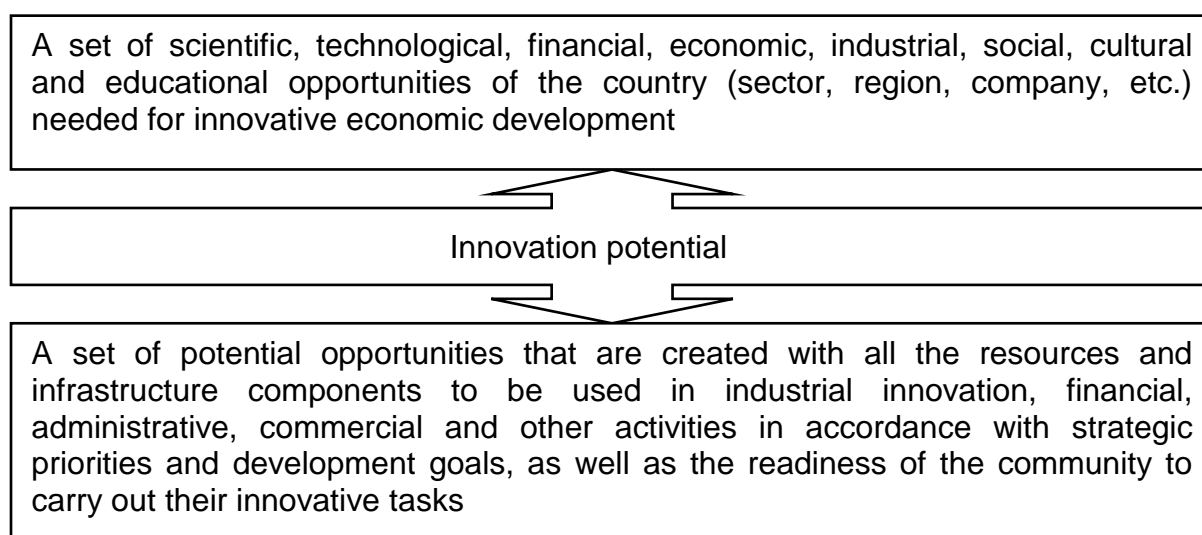 A set of scientific, technological, financial, economic, industrial, social, cultural
and educational opportunities of the country (sector, region, company, etc.)
needed for innovative economic development
Innovation potential
A set of potential opportunities that are created with all the resources and
infrastructure components to be used in industrial innovation, financial,
administrative, commercial and other activities in accordance with strategic
priorities and development goals, as well as the readiness of the community to
carry out their innovative tasks